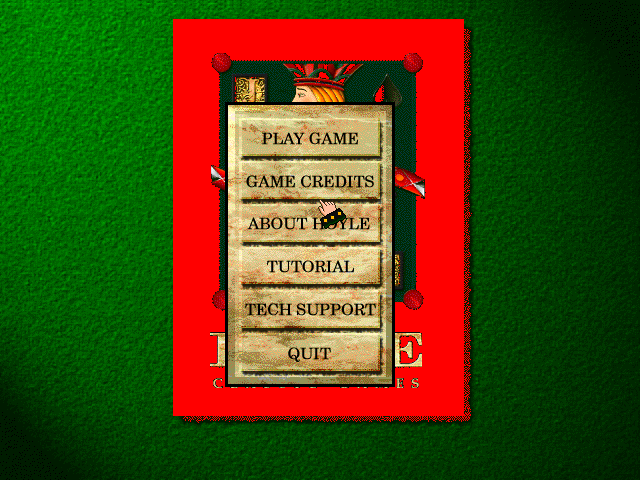 PLAY GAME
GAME CREDITS
ABOUT HOYLE
TUTORIAL
TECH SUPPORT
QUIT